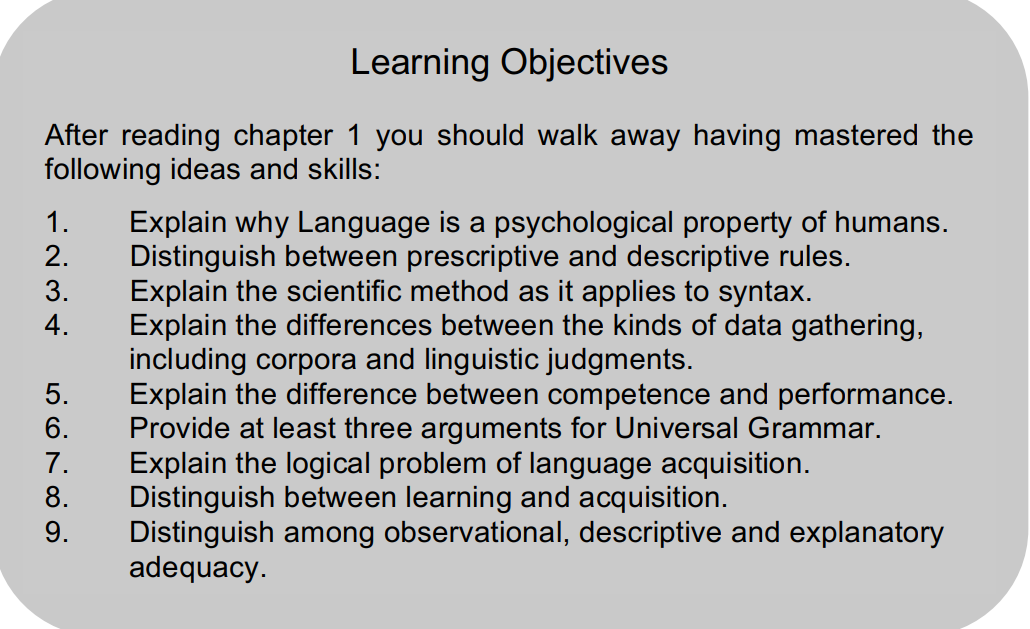 Learning Objectives
After reading chapter 1 you should walk away having mastered the
following ideas and skills:
1. Explain why Language is a psychological property of humans.
2. Distinguish between prescriptive and descriptive rules.
3. Explain the scientific method as it applies to syntax.
4. Explain the differences between the kinds of data gathering,
including corpora and linguistic judgments.
5. Explain the difference between competence and performance.
6. Provide at least three arguments for Universal Grammar.
7. Explain the logical problem of language acquisition.
8. Distinguish between learning and acquisition.
9. Distinguish among observational, descriptive and explanatory
adequacy.